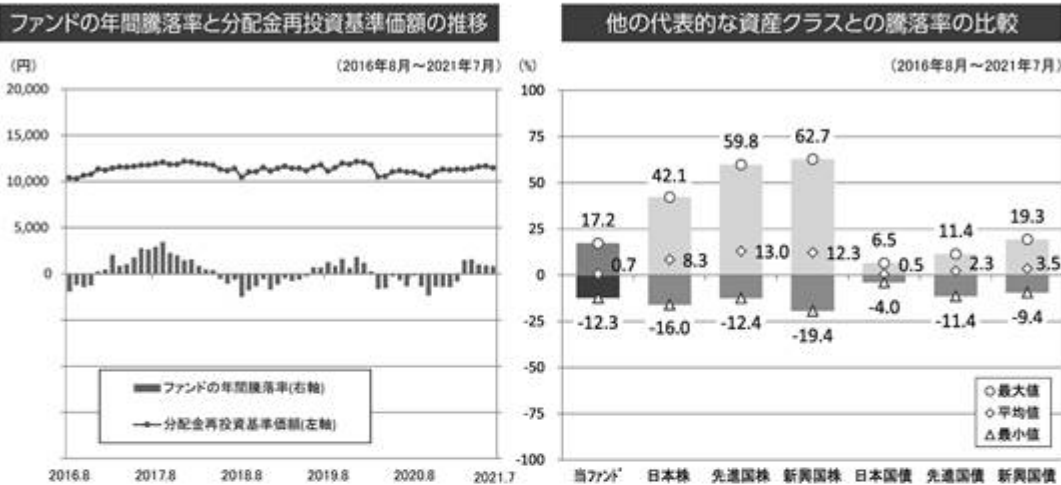 ファンドの年間騰落率と分配金再投資基準価額の推移
(円)
(2016年8月～2021年7月)
20,000
15,000
10,000
5,000
0
ファンドの年間騰落率(右軸)
分配金再投資基準価額(左軸)
2016.8 2017.8 2018.8 2019.8 2020.8 2021.7
他の代表的な資産クラスとの騰落率の比較
(%)
(2016年8月～2021年7月)
100
75
50
25
0
-25
-50
-75
-100
17.2 42.1 59.8 62.7 6.5 11.4 19.3
0.7 8.3 13.0 12.3 0.5 2.3 3.5
-12.3 -16.0 -12.4 -19.4 -4.0 -11.4 -9.4
最大値
平均値
最小値
当ファンド 日本株 先進国株 新興国株 日本国債 先進国債 新興国債